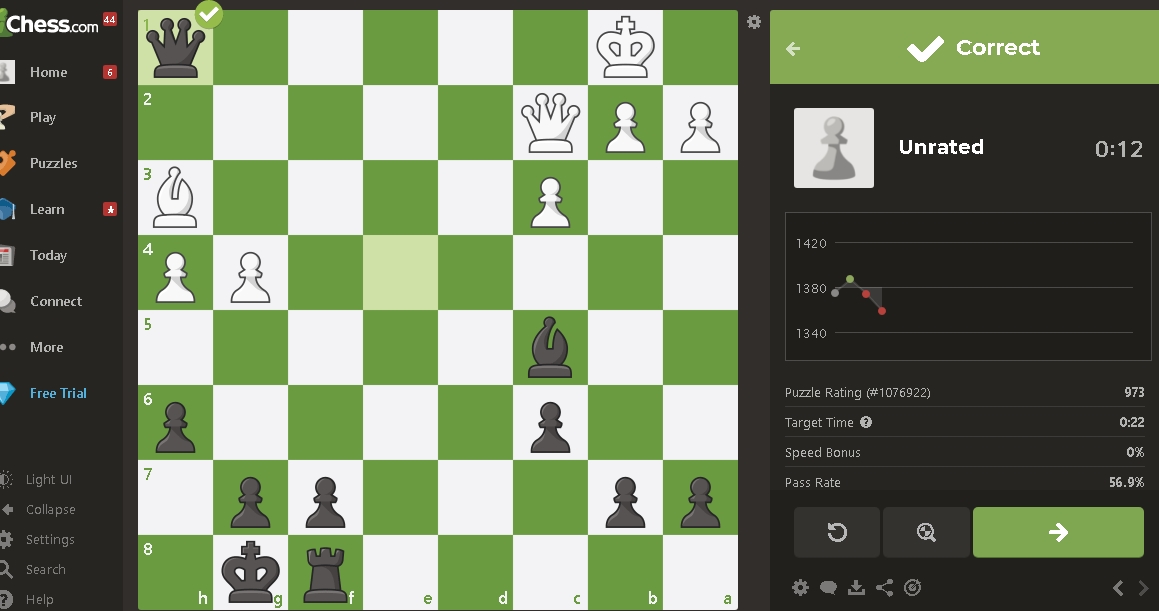 Chess.com 44
Home 6
Play
Puzzles
Learn
Today
Connect
More
Free Trial
Light UI
Collapse
Settings
Search
Help
1
2
3
4
5
6
7
8
h g f e d c b a
Correct
Unrated 0:12
1420
1380
1340
Puzzle Rating (#1076922) 973
Target Time ? 0:22
Speed Bonus 0%
Pass Rate 56.9%